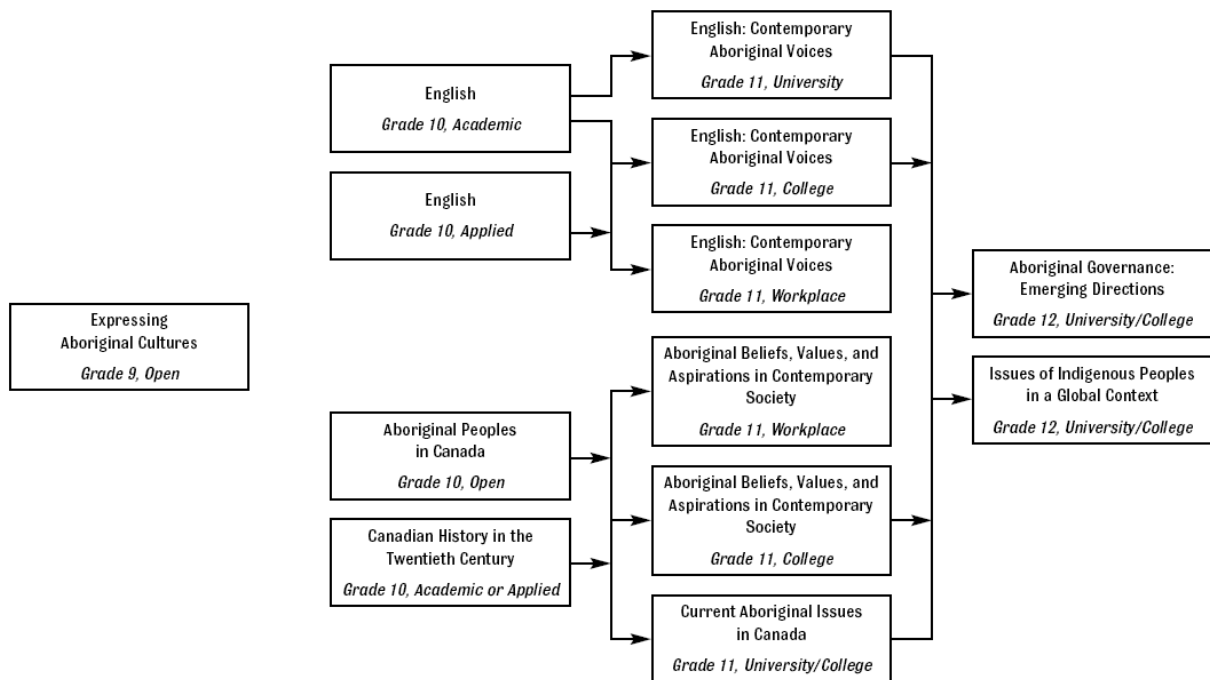 Expressing
Aboriginal Cultures
Grade 9, Open
English
Grade 10, Academic
English
Grade 10, Applied
Aboriginal Peoples
in Canada
Grade 10, Open
Canadian History in the
Twentieth Century
Grade 10, Academic or Applied
English: Contemporary
Aboriginal Voices
Grade 11, University
English: Contemporary
Aboriginal Voices
Grade 11, College
English: Contemporary
Aboriginal Voices
Grade 11, Workplace
Aboriginal Beliefs, Values, and
Aspirations in Contemporary
Society
Grade 11, Workplace
Aboriginal Beliefs, Values, and
Aspirations in Contemporary
Society
Grade 11, College
Current Aboriginal Issues
in Canada
Grade 11, University/College
Aboriginal Governance:
Emerging Directions
Grade 12, University/College
Issues of Indigenous Peoples
in a Global Context
Grade 12, University/College